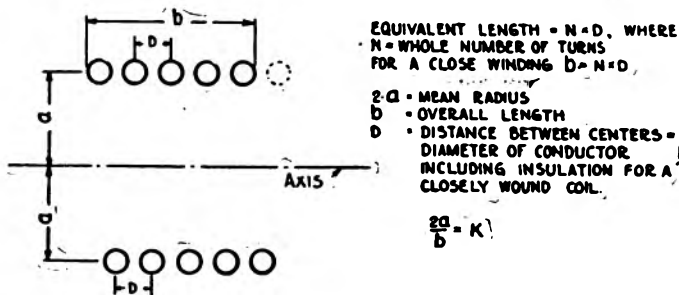 b
D
a
AXIS
a
D
EQUIVALENT LENGTH = N×D, WHERE
N = WHOLE NUMBER OF TURNS
FOR A CLOSE WINDING b = N×D
2·a = MEAN RADIUS
b = OVERALL LENGTH
D = DISTANCE BETWEEN CENTERS =
DIAMETER OF CONDUCTOR
INCLUDING INSULATION FOR A
CLOSELY WOUND COIL.
2a
b = K